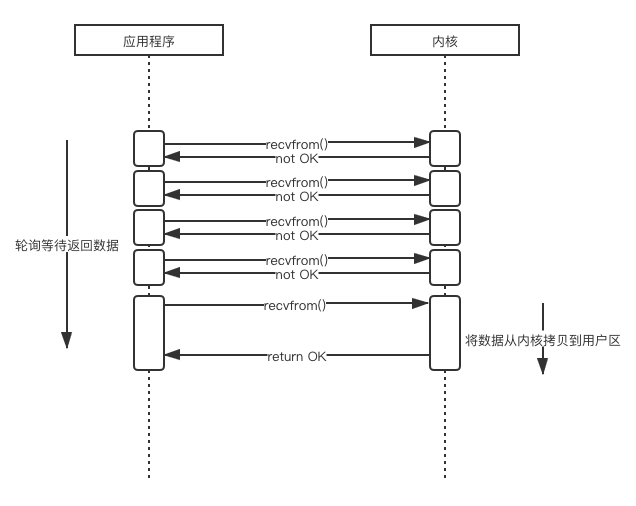 应用程序
内核
recvfrom()
not OK
recvfrom()
not OK
recvfrom()
not OK
轮询等待返回数据
recvfrom()
not OK
recvfrom()
将数据从内核拷贝到用户区
return OK